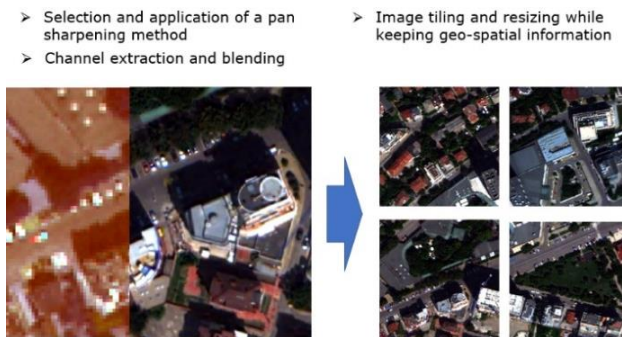 ➢ Selection and application of a pan
sharpening method
➢ Channel extraction and blending
➢ Image tiling and resizing while
keeping geo-spatial information